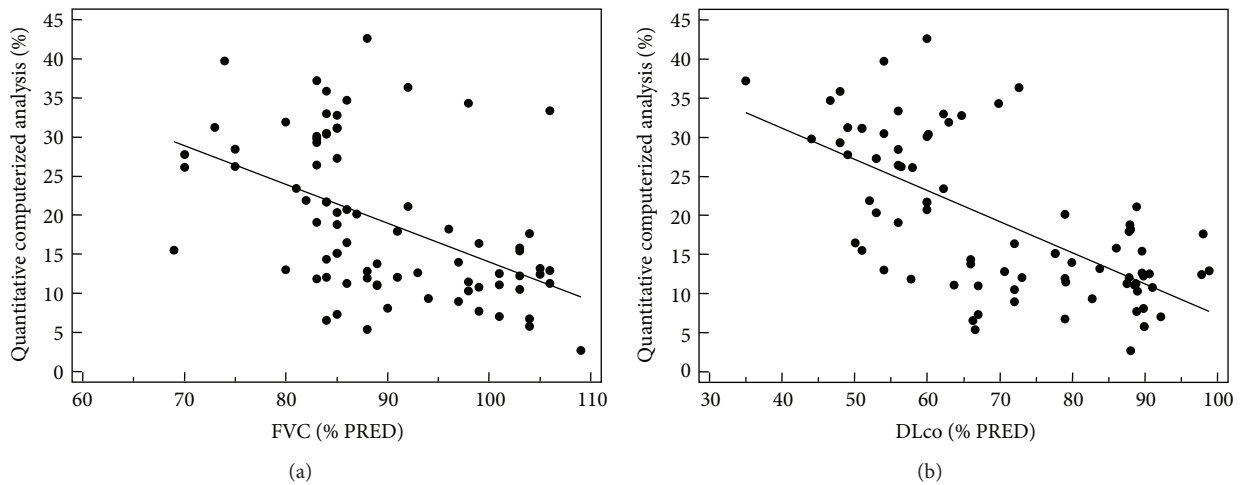 45
40
35
30
25
20
15
10
5
0
Quantitative computerized analysis (%)
60 70 80 90 100 110
FVC (% PRED)
(a)
45
40
35
30
25
20
15
10
5
0
Quantitative computerized analysis (%)
30 40 50 60 70 80 90 100
DLco (% PRED)
(b)